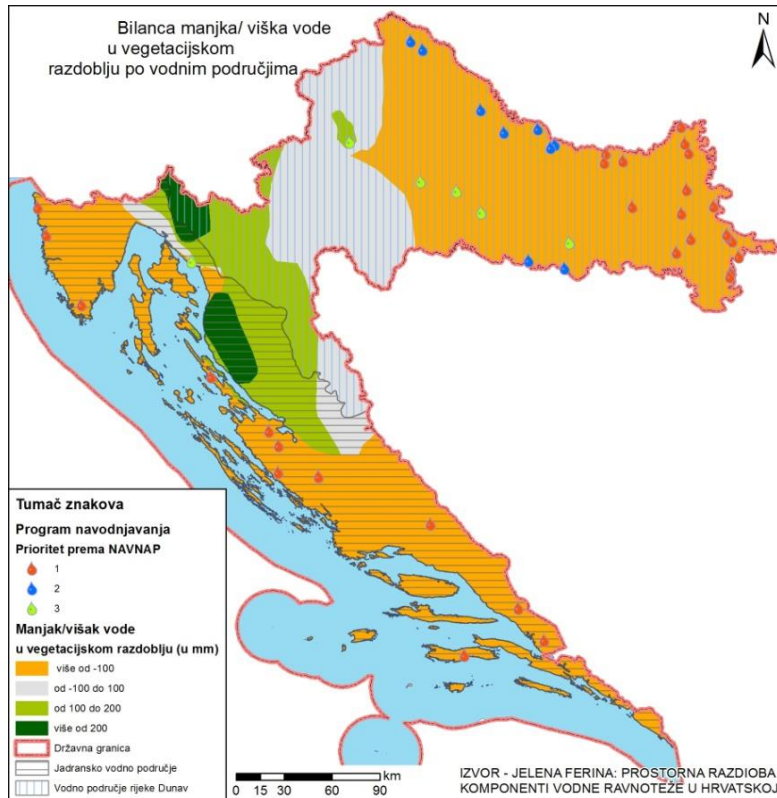 Bilanca manjka/ viška vode
u vegetacijskom
razdoblju po vodnim područjima
N
Tumač znakova
Program navodnjavanja
Prioritet prema NAVNAP
1
2
3
Manjak/višak vode
u vegetacijskom razdoblju (u mm)
više od -100
od -100 do 100
od 100 do 200
više od 200
Državna granica
Jadransko vodno područje
Vodno područje rijeke Dunav
km
0 15 30 60 90
IZVOR - JELENA FERINA: PROSTORNA RAZDIOBA
KOMPONENTI VODNE RAVNOTEŽE U HRVATSKOJ